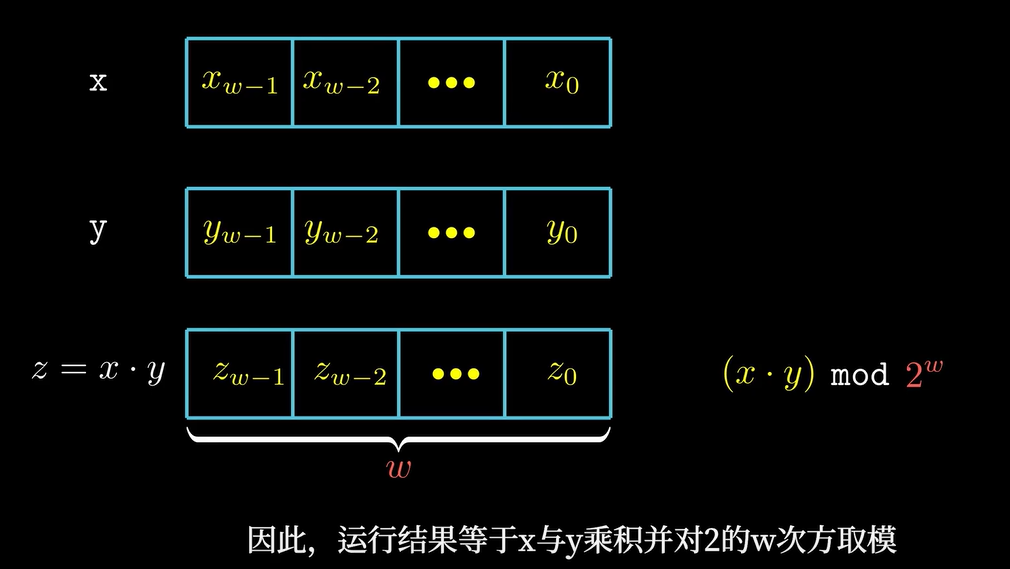 x x_{w-1} x_{w-2} ••• x_0
y y_{w-1} y_{w-2} ••• y_0
z = x · y z_{w-1} z_{w-2} ••• z_0 (x · y) mod 2^w
w
因此，运行结果等于x与y乘积并对2的w次方取模